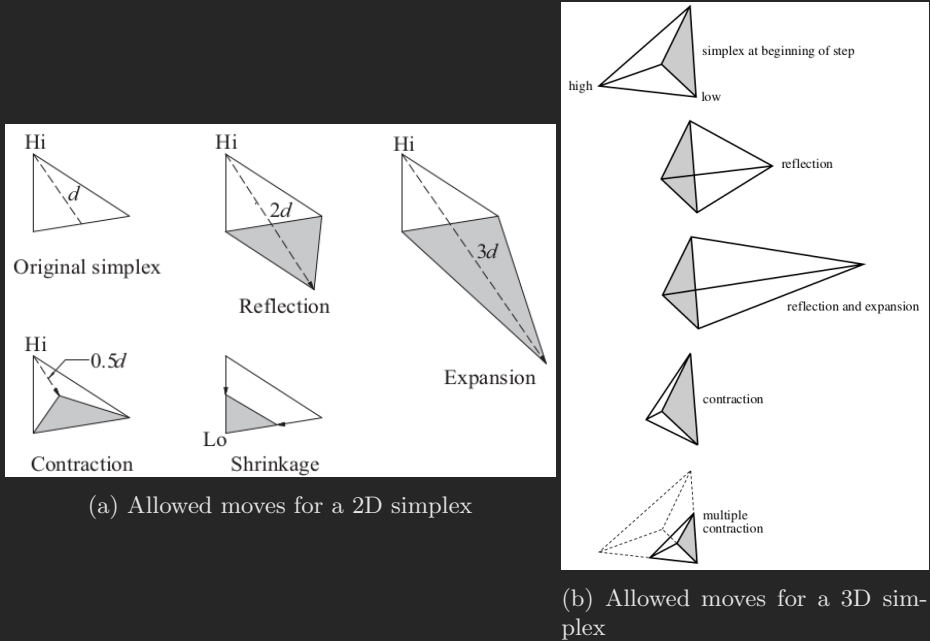 Hi
d
Original simplex
Hi
2d
Reflection
Hi
3d
Expansion
Hi
0.5d
Contraction
Lo
Shrinkage
(a) Allowed moves for a 2D simplex
simplex at beginning of step
high
low
reflection
reflection and expansion
contraction
multiple
contraction
(b) Allowed moves for a 3D sim-
plex